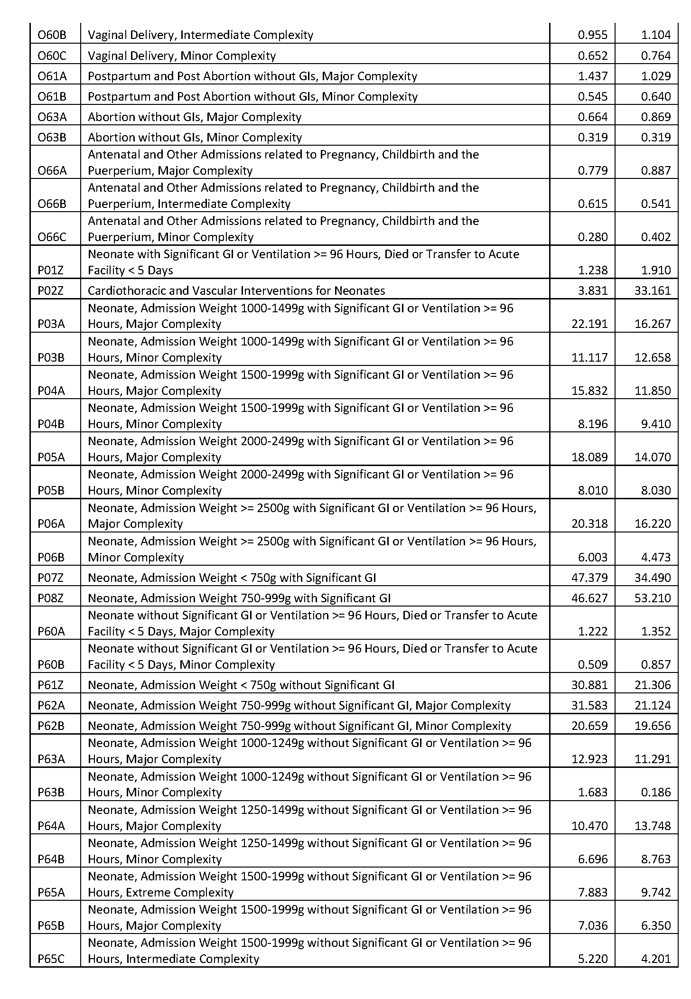 O60B Vaginal Delivery, Intermediate Complexity 0.955 1.104
O60C Vaginal Delivery, Minor Complexity 0.652 0.764
O61A Postpartum and Post Abortion without GIs, Major Complexity 1.437 1.029
O61B Postpartum and Post Abortion without GIs, Minor Complexity 0.545 0.640
O63A Abortion without GIs, Major Complexity 0.664 0.869
O63B Abortion without GIs, Minor Complexity 0.319 0.319
Antenatal and Other Admissions related to Pregnancy, Childbirth and the
O66A Puerperium, Major Complexity 0.779 0.887
Antenatal and Other Admissions related to Pregnancy, Childbirth and the
O66B Puerperium, Intermediate Complexity 0.615 0.541
Antenatal and Other Admissions related to Pregnancy, Childbirth and the
O66C Puerperium, Minor Complexity 0.280 0.402
Neonate with Significant GI or Ventilation >= 96 Hours, Died or Transfer to Acute
P01Z Facility < 5 Days 1.238 1.910
P02Z Cardiothoracic and Vascular Interventions for Neonates 3.831 33.161
Neonate, Admission Weight 1000-1499g with Significant GI or Ventilation >= 96
P03A Hours, Major Complexity 22.191 16.267
Neonate, Admission Weight 1000-1499g with Significant GI or Ventilation >= 96
P03B Hours, Minor Complexity 11.117 12.658
Neonate, Admission Weight 1500-1999g with Significant GI or Ventilation >= 96
P04A Hours, Major Complexity 15.832 11.850
Neonate, Admission Weight 1500-1999g with Significant GI or Ventilation >= 96
P04B Hours, Minor Complexity 8.196 9.410
Neonate, Admission Weight 2000-2499g with Significant GI or Ventilation >= 96
P05A Hours, Major Complexity 18.089 14.070
Neonate, Admission Weight 2000-2499g with Significant GI or Ventilation >= 96
P05B Hours, Minor Complexity 8.010 8.030
Neonate, Admission Weight >= 2500g with Significant GI or Ventilation >= 96 Hours,
P06A Major Complexity 20.318 16.220
Neonate, Admission Weight >= 2500g with Significant GI or Ventilation >= 96 Hours,
P06B Minor Complexity 6.003 4.473
P07Z Neonate, Admission Weight < 750g with Significant GI 47.379 34.490
P08Z Neonate, Admission Weight 750-999g with Significant GI 46.627 53.210
Neonate without Significant GI or Ventilation >= 96 Hours, Died or Transfer to Acute
P60A Facility < 5 Days, Major Complexity 1.222 1.352
Neonate without Significant GI or Ventilation >= 96 Hours, Died or Transfer to Acute
P60B Facility < 5 Days, Minor Complexity 0.509 0.857
P61Z Neonate, Admission Weight < 750g without Significant GI 30.881 21.306
P62A Neonate, Admission Weight 750-999g without Significant GI, Major Complexity 31.583 21.124
P62B Neonate, Admission Weight 750-999g without Significant GI, Minor Complexity 20.659 19.656
Neonate, Admission Weight 1000-1249g without Significant GI or Ventilation >= 96
P63A Hours, Major Complexity 12.923 11.291
Neonate, Admission Weight 1000-1249g without Significant GI or Ventilation >= 96
P63B Hours, Minor Complexity 1.683 0.186
Neonate, Admission Weight 1250-1499g without Significant GI or Ventilation >= 96
P64A Hours, Major Complexity 10.470 13.748
Neonate, Admission Weight 1250-1499g without Significant GI or Ventilation >= 96
P64B Hours, Minor Complexity 6.696 8.763
Neonate, Admission Weight 1500-1999g without Significant GI or Ventilation >= 96
P65A Hours, Extreme Complexity 7.883 9.742
Neonate, Admission Weight 1500-1999g without Significant GI or Ventilation >= 96
P65B Hours, Major Complexity 7.036 6.350
Neonate, Admission Weight 1500-1999g without Significant GI or Ventilation >= 96
P65C Hours, Intermediate Complexity 5.220 4.201